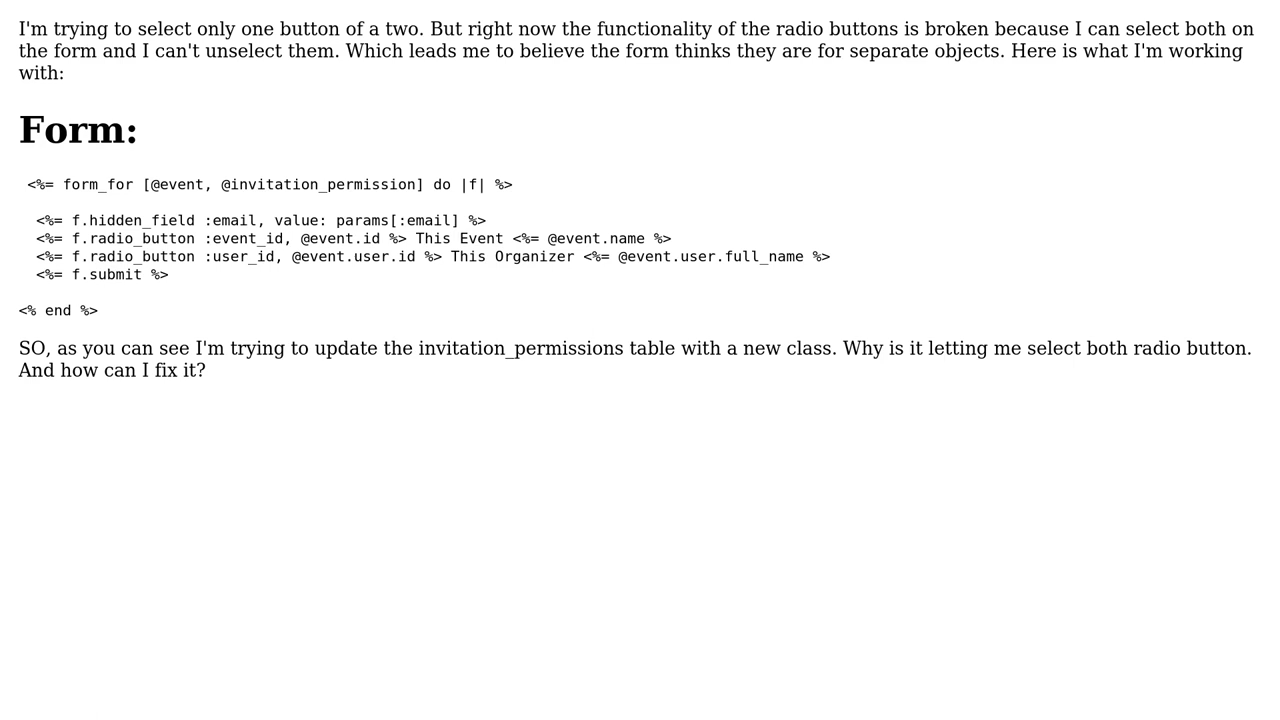 I'm trying to select only one button of a two. But right now the functionality of the radio buttons is broken because I can select both on
the form and I can't unselect them. Which leads me to believe the form thinks they are for separate objects. Here is what I'm working
with:
Form:
<%= form_for [@event, @invitation_permission] do |f| %>
<%= f.hidden_field :email, value: params[:email] %>
<%= f.radio_button :event_id, @event.id %> This Event <%= @event.name %>
<%= f.radio_button :user_id, @event.user.id %> This Organizer <%= @event.user.full_name %>
<%= f.submit %>
<% end %>
SO, as you can see I'm trying to update the invitation_permissions table with a new class. Why is it letting me select both radio button.
And how can I fix it?